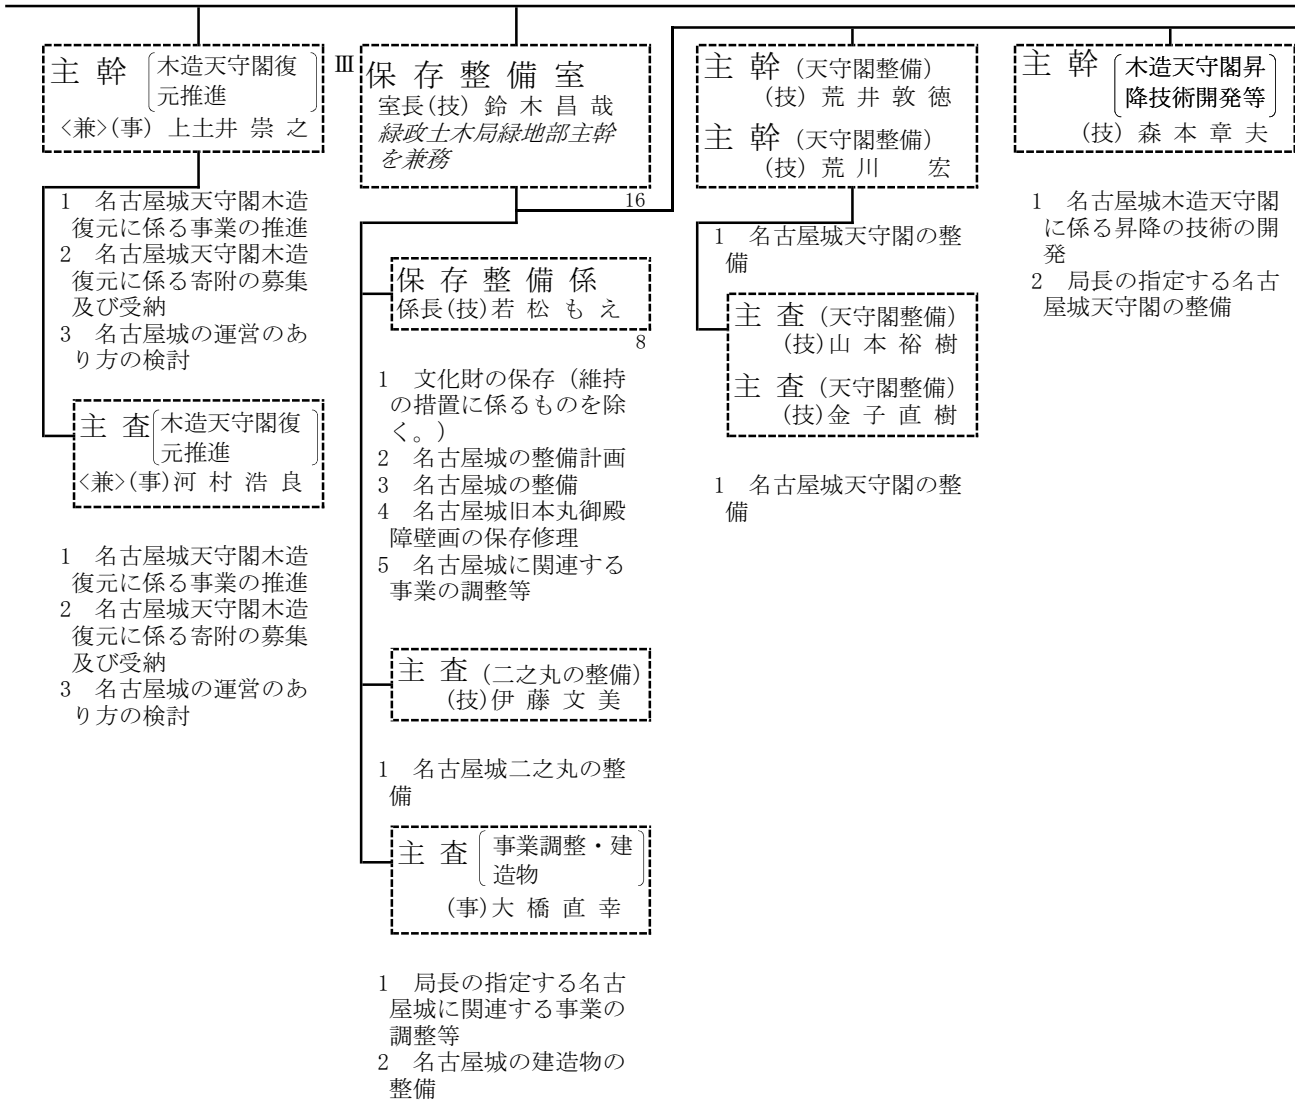 主 幹 木造天守閣復
元推進
<兼>(事) 上土井 崇 之
1 名古屋城天守閣木造
復元に係る事業の推進
2 名古屋城天守閣木造
復元に係る寄附の募集
及び受納
3 名古屋城の運営のあ
り方の検討
主 査 木造天守閣復
元推進
<兼>(事)河 村 浩 良
1 名古屋城天守閣木造
復元に係る事業の推進
2 名古屋城天守閣木造
復元に係る寄附の募集
及び受納
3 名古屋城の運営のあ
り方の検討
Ⅲ 保 存 整 備 室
室長(技) 鈴 木 昌 哉
緑政土木局緑地部主幹
を兼務
16
保 存 整 備 係
係長(技)若 松 も え
8
1 文化財の保存(維持
の措置に係るものを除
く。)
2 名古屋城の整備計画
3 名古屋城の整備
4 名古屋城旧本丸御殿
障壁画の保存修理
5 名古屋城に関連する
事業の調整等
主 査 (二之丸の整備)
(技)伊 藤 文 美
1 名古屋城二之丸の整
備
主 査 事業調整・建
造物
(事)大 橋 直 幸
1 局長の指定する名古
屋城に関連する事業の
調整等
2 名古屋城の建造物の
整備
主 幹 (天守閣整備)
(技) 荒 井 敦 徳
主 幹 (天守閣整備)
(技) 荒 川 宏
1 名古屋城天守閣の整
備
主 査 (天守閣整備)
(技)山 本 裕 樹
主 査 (天守閣整備)
(技)金 子 直 樹
1 名古屋城天守閣の整
備
主 幹 木造天守閣昇
降技術開発等
(技) 森 本 章 夫
1 名古屋城木造天守閣
に係る昇降の技術の開
発
2 局長の指定する名古
屋城天守閣の整備